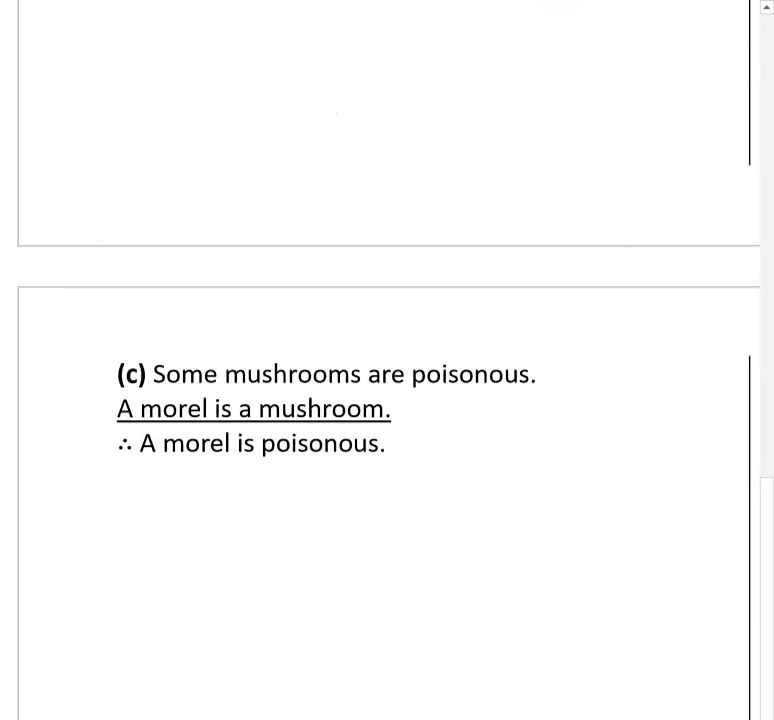 (c) Some mushrooms are poisonous.
A morel is a mushroom.
∴ A morel is poisonous.